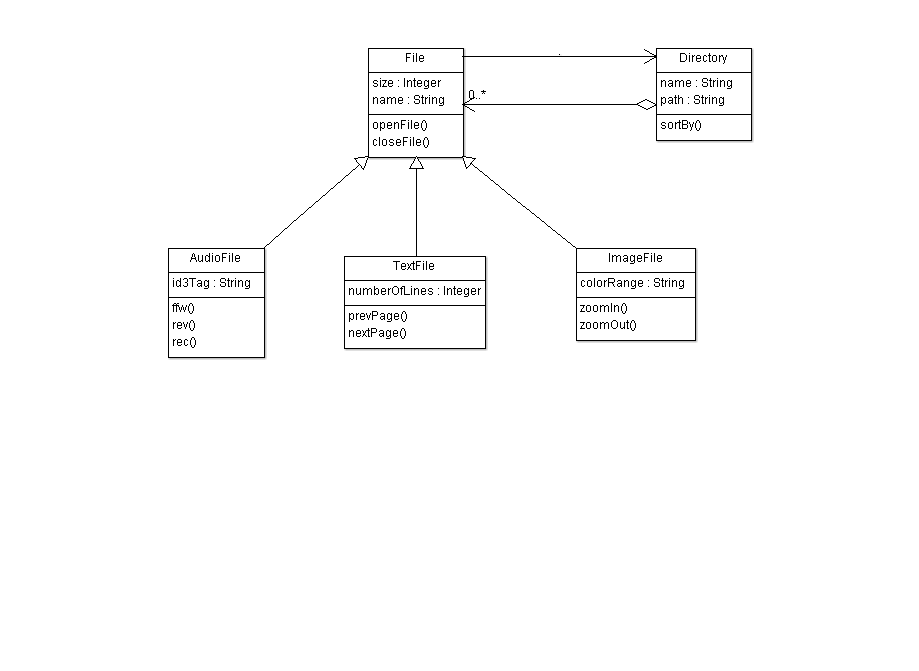 File
size : Integer
name : String
openFile()
closeFile()
0..*
Directory
name : String
path : String
sortBy()
AudioFile
id3Tag : String
ffw()
rev()
rec()
TextFile
numberOfLines : Integer
prevPage()
nextPage()
ImageFile
colorRange : String
zoomIn()
zoomOut()